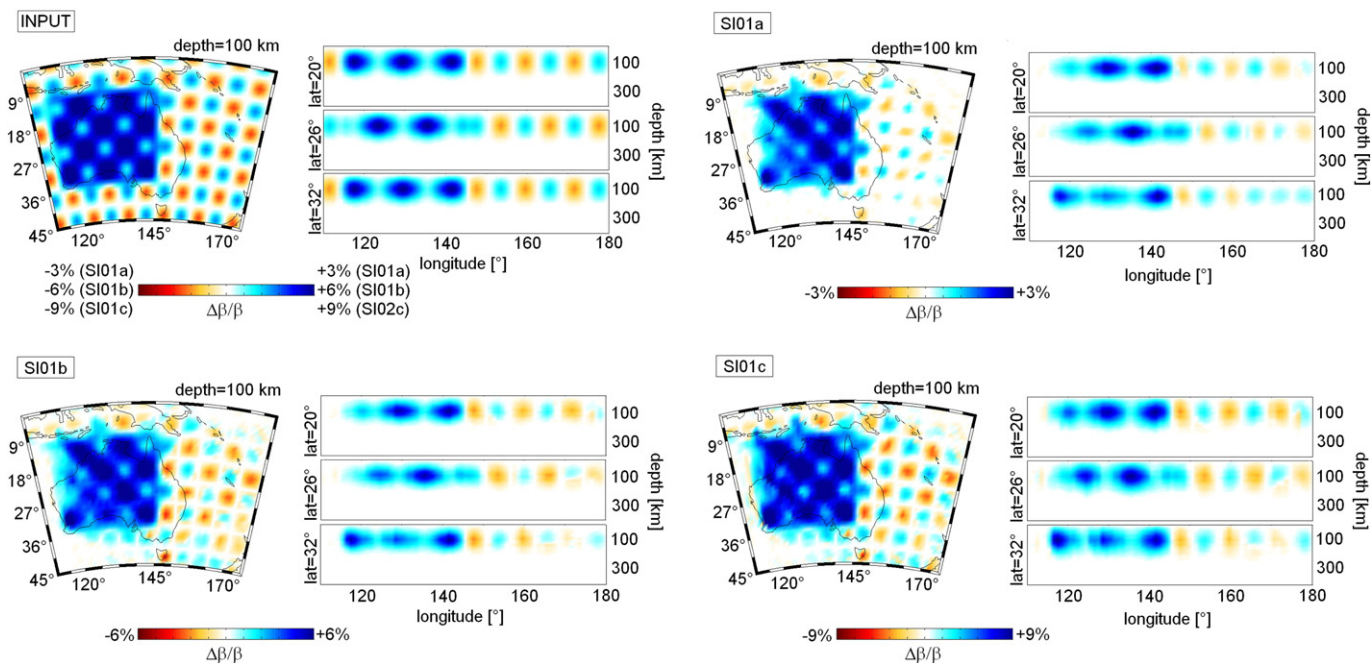 INPUT
depth=100 km
9°
18°
27°
36°
45°
120°
145°
170°
lat=20°
lat=26°
lat=32°
100
300
100
300
100
300
depth [km]
120
140
160
180
longitude [°]
-3% (SI01a)
-6% (SI01b)
-9% (SI01c)
+3% (SI01a)
+6% (SI01b)
+9% (SI02c)
Δβ/β
SI01a
depth=100 km
9°
18°
27°
36°
45°
120°
145°
170°
lat=20°
lat=26°
lat=32°
100
300
100
300
100
300
depth [km]
120
140
160
180
longitude [°]
-3%
+3%
Δβ/β
SI01b
depth=100 km
9°
18°
27°
36°
45°
120°
145°
170°
lat=20°
lat=26°
lat=32°
100
300
100
300
100
300
depth [km]
120
140
160
180
longitude [°]
-6%
+6%
Δβ/β
SI01c
depth=100 km
9°
18°
27°
36°
45°
120°
145°
170°
lat=20°
lat=26°
lat=32°
100
300
100
300
100
300
depth [km]
120
140
160
180
longitude [°]
-9%
+9%
Δβ/β